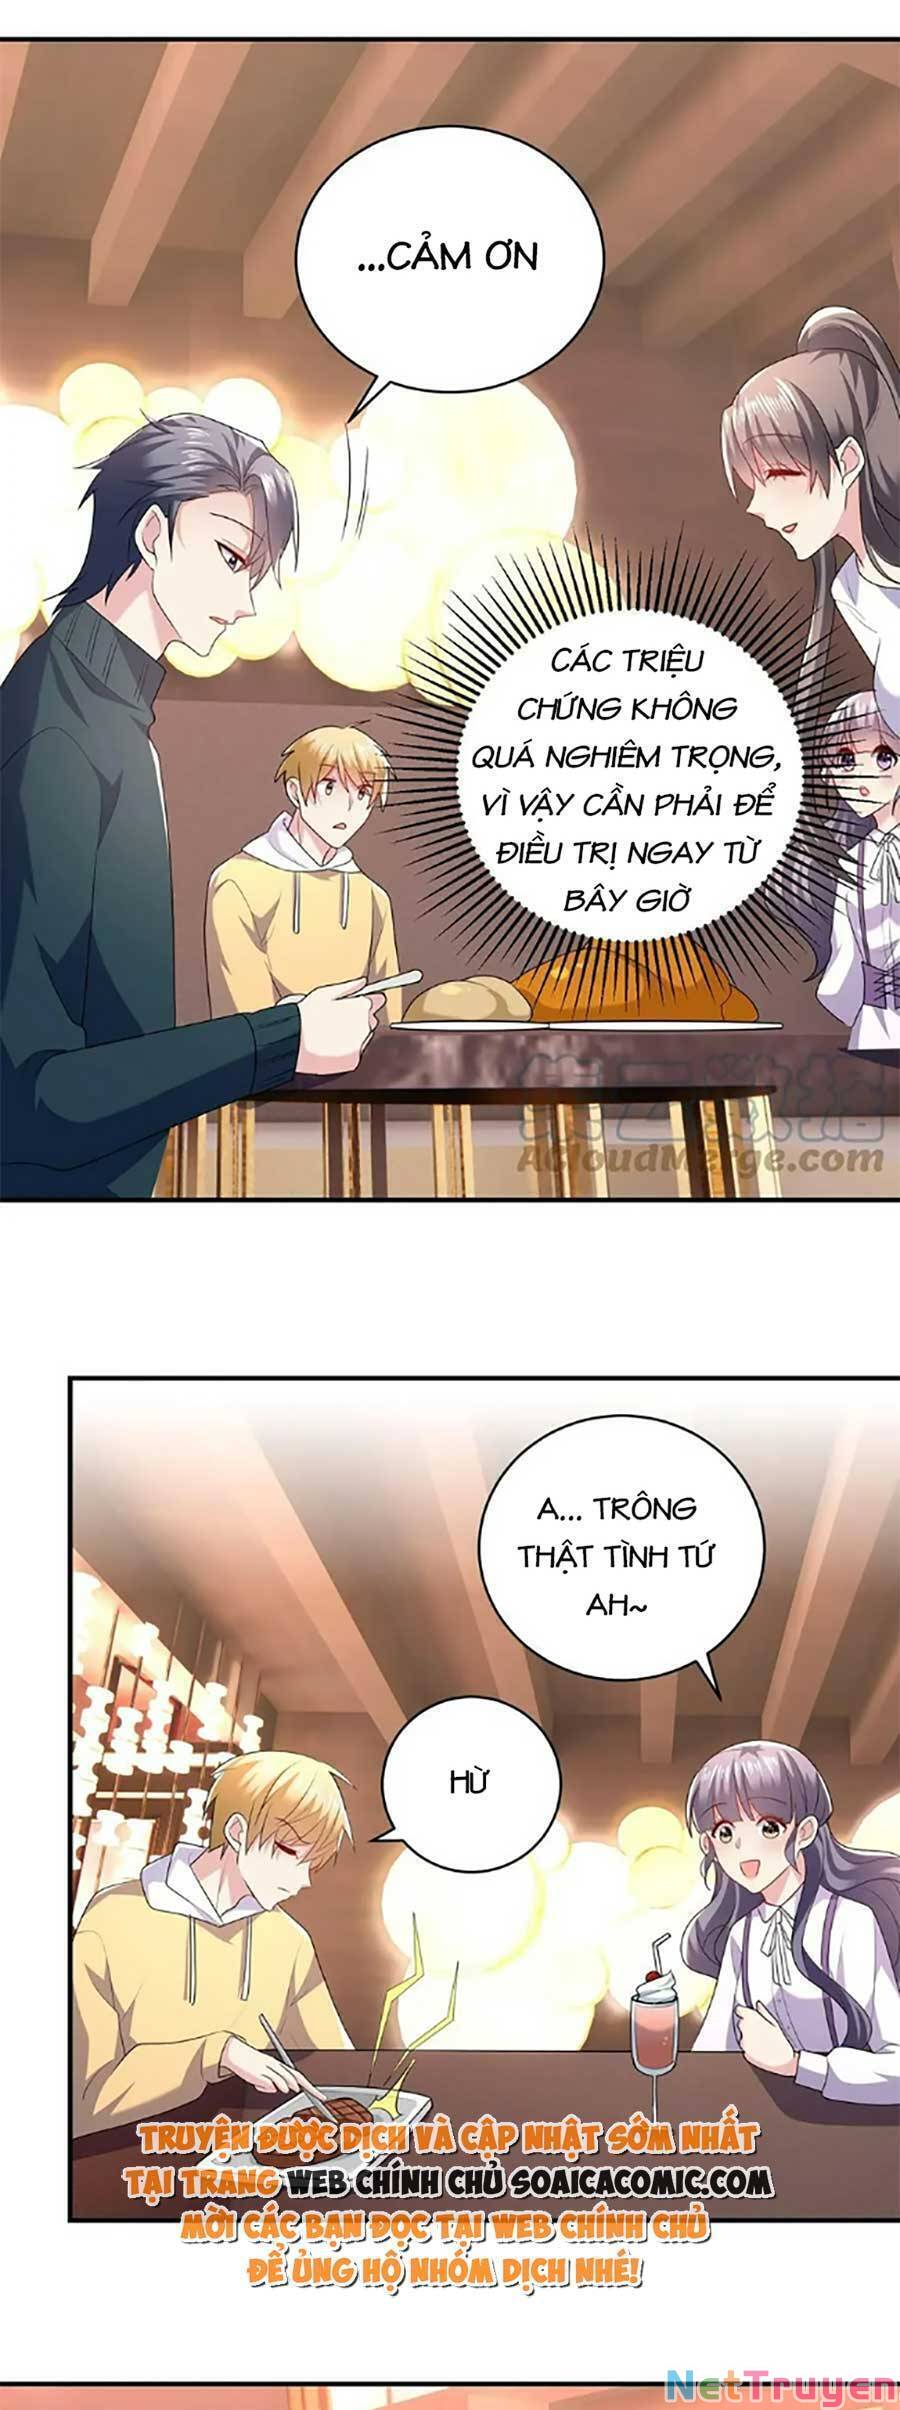 ...CẢM ƠN
CÁC TRIỆU
CHỨNG KHÔNG
QUÁ NGHIÊM TRỌNG,
VÌ VẬY CẦN PHẢI ĐỂ
ĐIỀU TRỊ NGAY TỪ
BÂY GIỜ
AcloudMerge.com
A... TRÔNG
THẬT TÌNH TỨ
AH~
HỪ
TRUYỆN ĐƯỢC DỊCH VÀ CẬP NHẬT SỚM NHẤT
TẠI TRANG WEB CHÍNH CHỦ SOAICACOMIC.COM
MỜI CÁC BẠN ĐỌC TẠI WEB CHÍNH CHỦ
ĐỂ ỦNG HỘ NHÓM DỊCH NHÉ!
NetTruyen